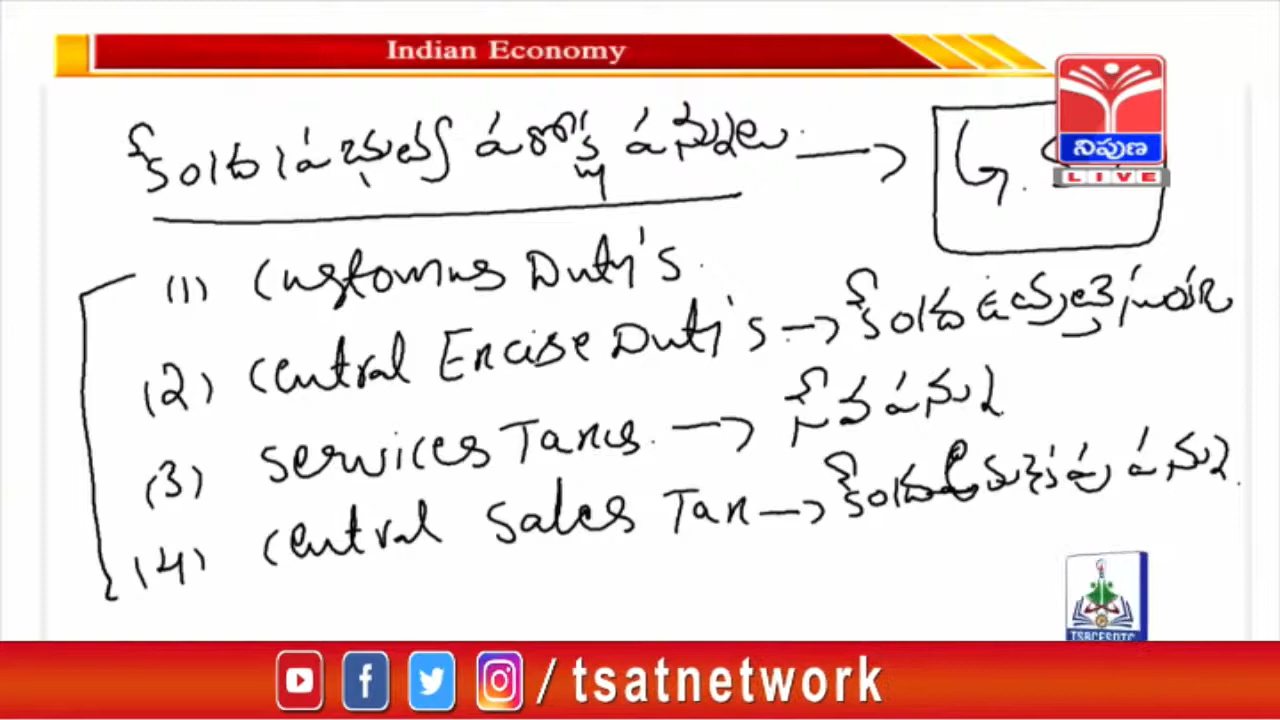 Indian Economy
కేంద్ర ప్రభుత్వ పరోక్ష పన్నులు → G.
నిపుణ
LIVE
(1) Customs Duty's
(2) Central Excise Duty's → కేంద్ర ఉత్పత్తి సుంకం
(3) Services Taxes → సేవ పన్ను
(4) Central Sales Tax → కేంద్ర అమ్మకపు పన్ను
TSBCESDTC
/ tsatnetwork